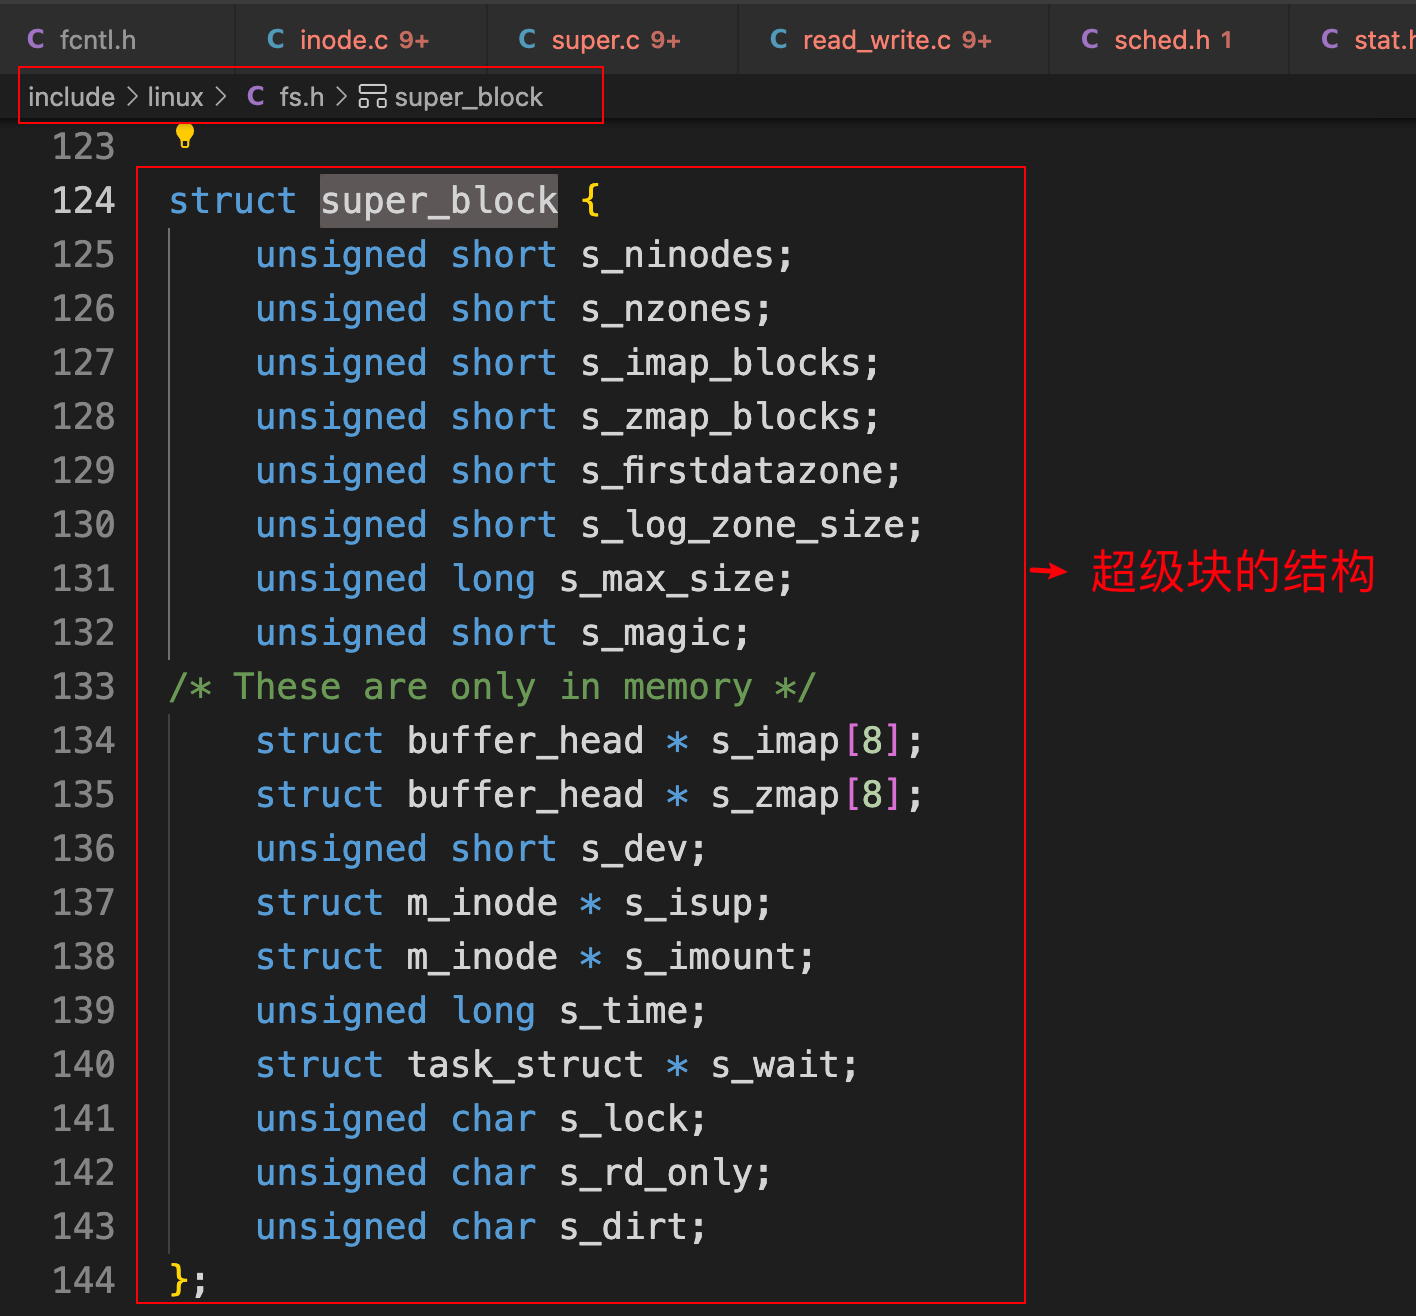 C fcntl.h C inode.c 9+ C super.c 9+ C read_write.c 9+ C sched.h 1 C stat.h
include > linux > C fs.h > super_block
123
124 struct super_block {
125 unsigned short s_ninodes;
126 unsigned short s_nzones;
127 unsigned short s_imap_blocks;
128 unsigned short s_zmap_blocks;
129 unsigned short s_firstdatazone;
130 unsigned short s_log_zone_size;
131 unsigned long s_max_size;
132 unsigned short s_magic;
133 /* These are only in memory */
134 struct buffer_head * s_imap[8];
135 struct buffer_head * s_zmap[8];
136 unsigned short s_dev;
137 struct m_inode * s_isup;
138 struct m_inode * s_imount;
139 unsigned long s_time;
140 struct task_struct * s_wait;
141 unsigned char s_lock;
142 unsigned char s_rd_only;
143 unsigned char s_dirt;
144 };
超级块的结构